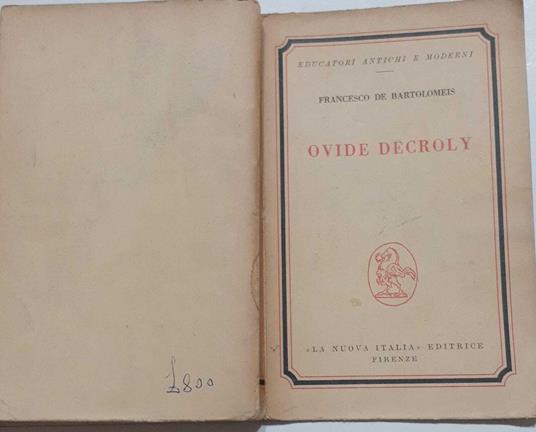 £800
EDUCATORI ANTICHI E MODERNI
FRANCESCO DE BARTOLOMEIS
OVIDE DECROLY
«LA NUOVA ITALIA» EDITRICE
FIRENZE